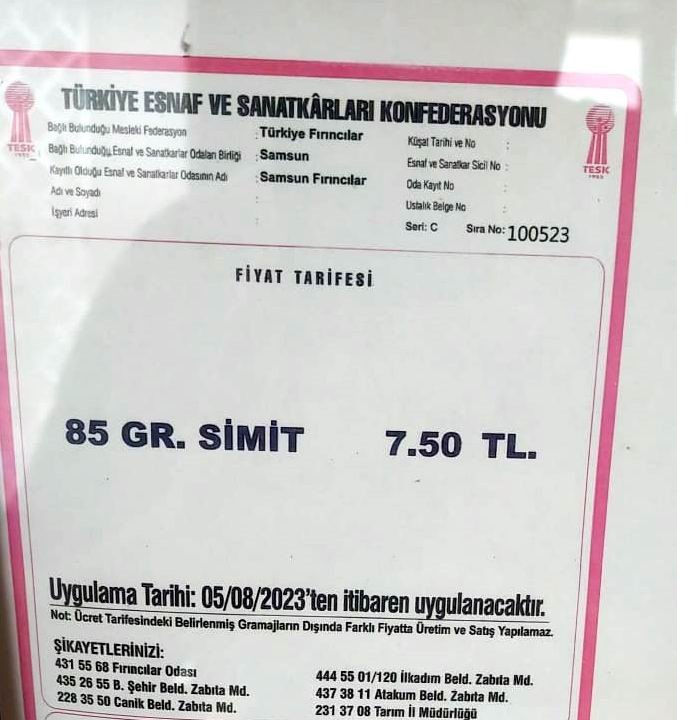 TÜRKİYE ESNAF VE SANATKÂRLARI KONFEDERASYONU
TESK
TESK
Bağlı Bulunduğu Mesleki Federasyon : Türkiye Fırıncılar
Bağlı Bulunduğu Esnaf ve Sanatkarlar Odaları Birliği : Samsun
Kayıtlı Olduğu Esnaf ve Sanatkarlar Odasının Adı : Samsun Fırıncılar
Adı ve Soyadı :
İşyeri Adresi :
Küşat Tarihi ve No :
Esnaf ve Sanatkar Sicil No :
Oda Kayıt No :
Ustalık Belge No :
Seri: C Sıra No: 100523
FİYAT TARİFESİ
85 GR. SİMİT 7.50 TL.
Uygulama Tarihi: 05/08/2023'ten itibaren uygulanacaktır.
Not: Ücret Tarifesindeki Belirlenmiş Gramajların Dışında Farklı Fiyatta Üretim ve Satış Yapılamaz.
ŞİKAYETLERİNİZİ:
431 55 68 Fırıncılar Odası
435 26 55 B. Şehir Beld. Zabıta Md.
228 35 50 Canik Beld. Zabıta Md.
444 55 01/120 İlkadım Beld. Zabıta Md.
437 38 11 Atakum Beld. Zabıta Md.
231 37 08 Tarım İl Müdürlüğü